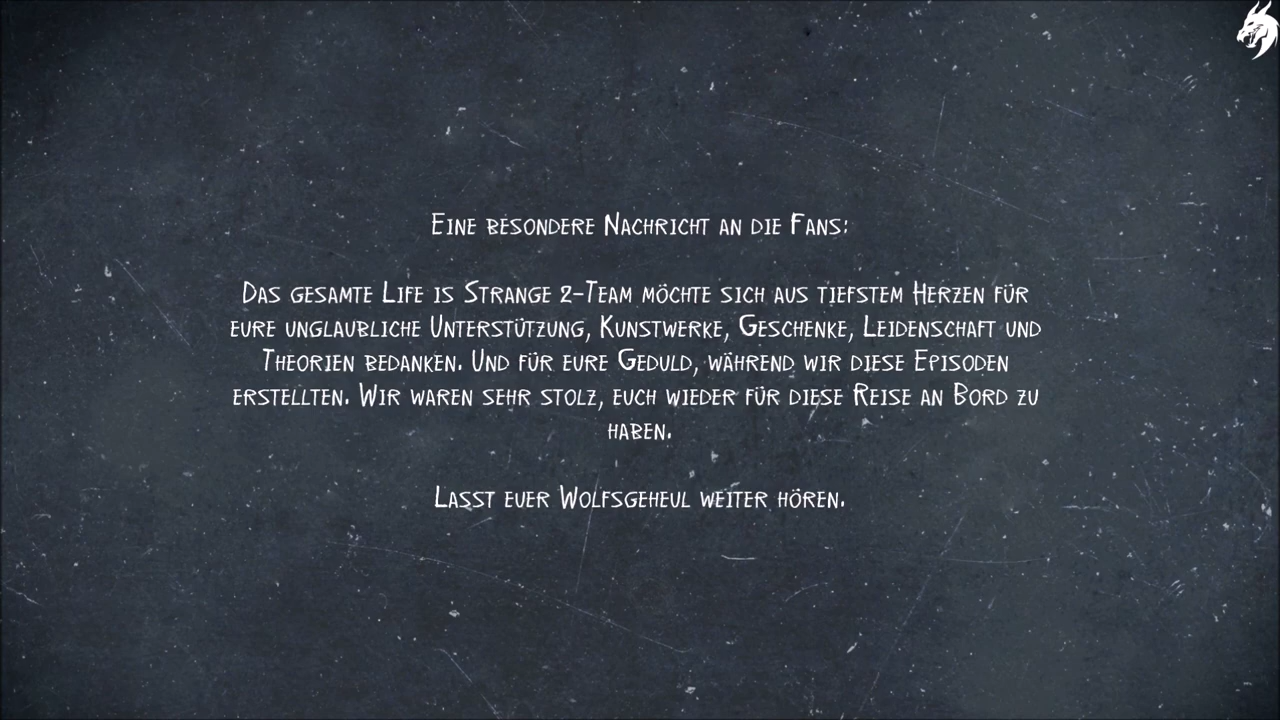 Eine besondere Nachricht an die Fans:
Das gesamte Life is Strange 2-Team möchte sich aus tiefstem Herzen für
eure unglaubliche Unterstützung, Kunstwerke, Geschenke, Leidenschaft und
Theorien bedanken. Und für eure Geduld, während wir diese Episoden
erstellten. Wir waren sehr stolz, euch wieder für diese Reise an Bord zu
haben.
Lasst euer Wolfsgeheul weiter hören.